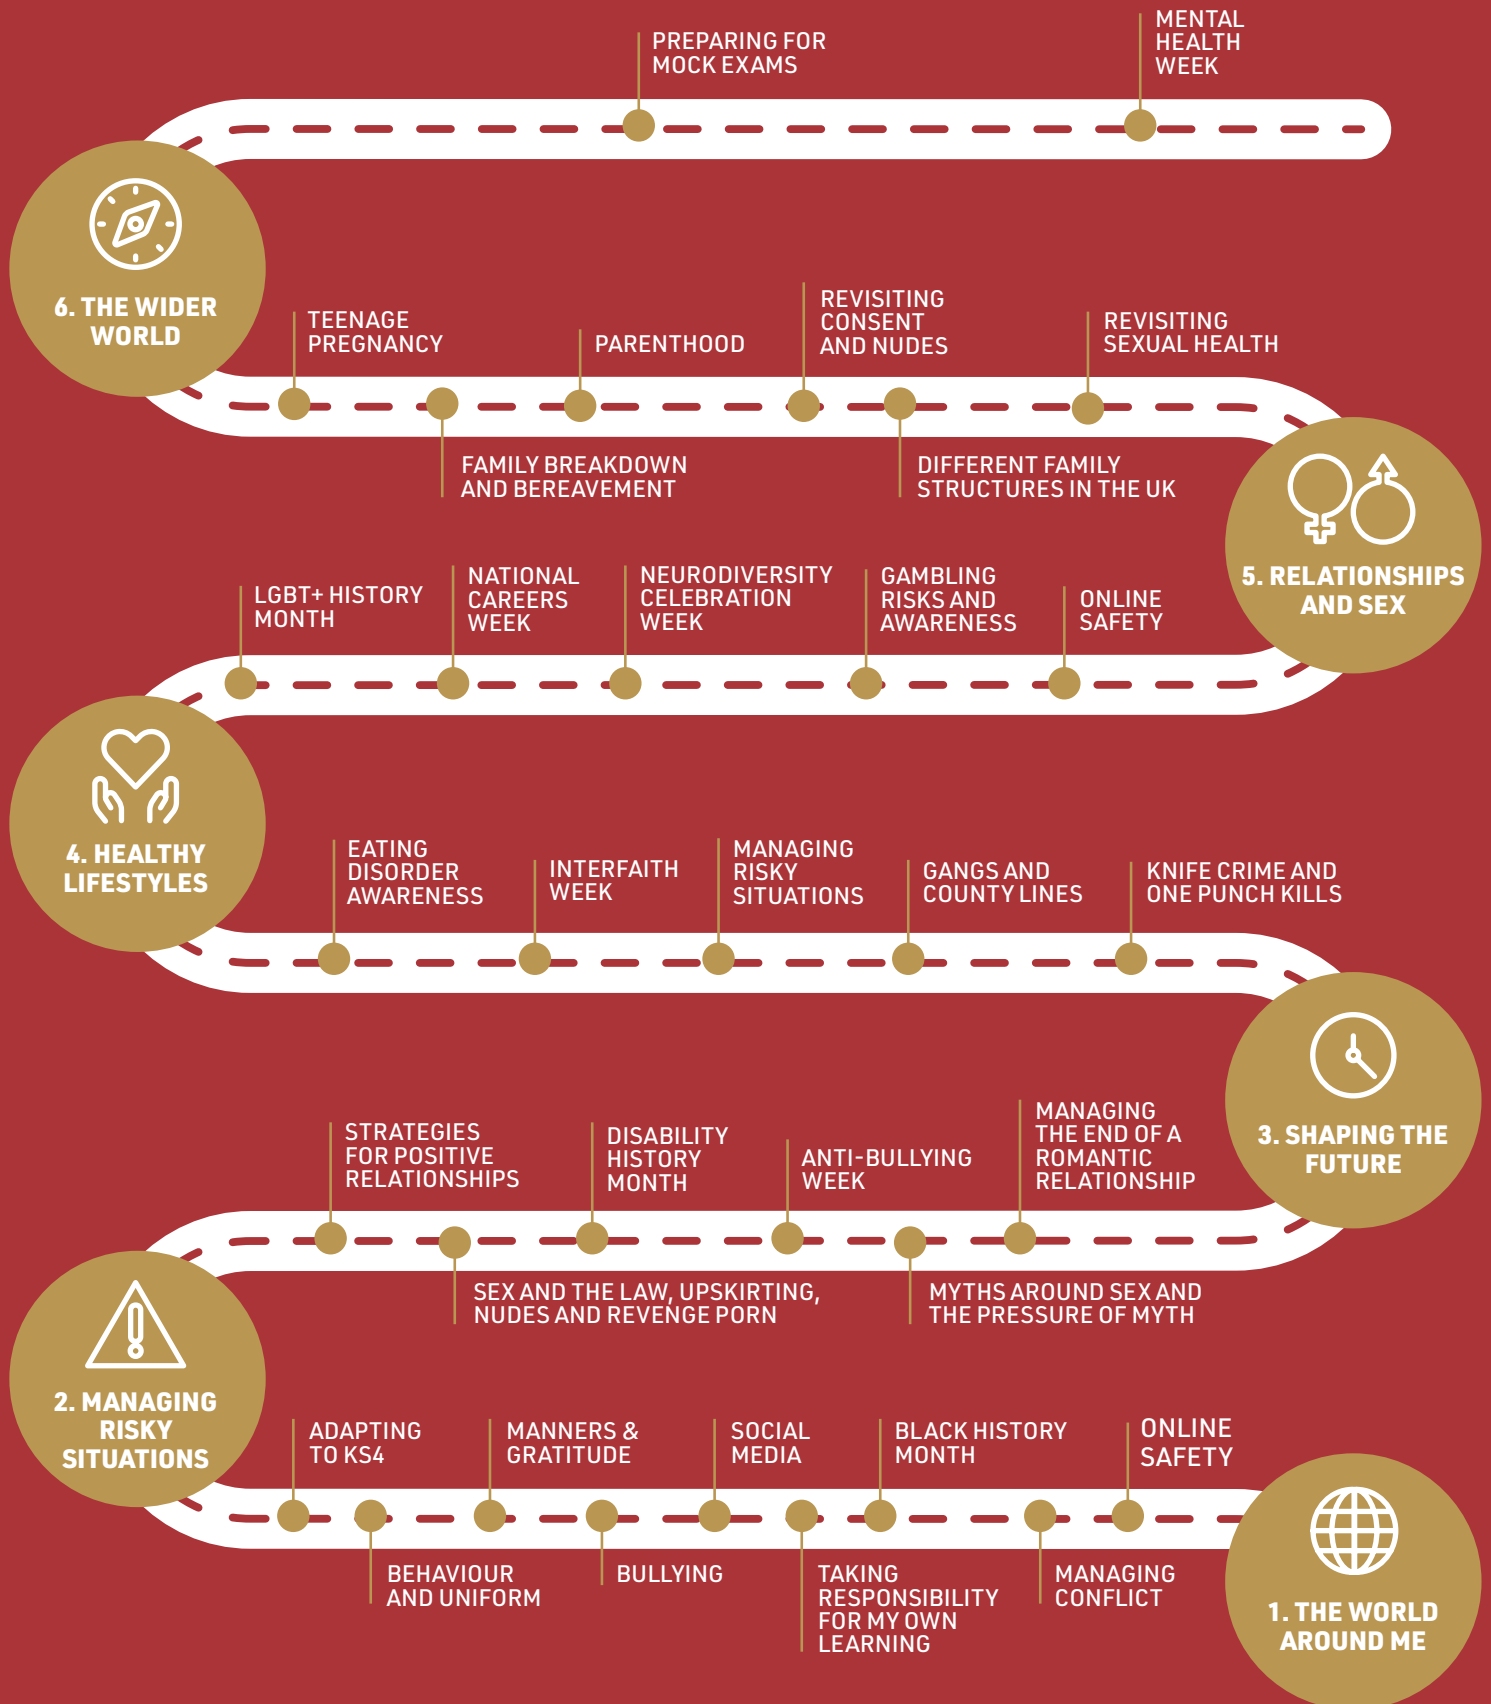 PREPARING FOR
MOCK EXAMS
MENTAL
HEALTH
WEEK
6. THE WIDER
WORLD
TEENAGE
PREGNANCY
PARENTHOOD
REVISITING
CONSENT
AND NUDES
REVISITING
SEXUAL HEALTH
FAMILY BREAKDOWN
AND BEREAVEMENT
DIFFERENT FAMILY
STRUCTURES IN THE UK
5. RELATIONSHIPS
AND SEX
LGBT+ HISTORY
MONTH
NATIONAL
CAREERS
WEEK
NEURODIVERSITY
CELEBRATION
WEEK
GAMBLING
RISKS AND
AWARENESS
ONLINE
SAFETY
4. HEALTHY
LIFESTYLES
EATING
DISORDER
AWARENESS
INTERFAITH
WEEK
MANAGING
RISKY
SITUATIONS
GANGS AND
COUNTY LINES
KNIFE CRIME AND
ONE PUNCH KILLS
3. SHAPING THE
FUTURE
STRATEGIES
FOR POSITIVE
RELATIONSHIPS
DISABILITY
HISTORY
MONTH
ANTI-BULLYING
WEEK
MANAGING
THE END OF A
ROMANTIC
RELATIONSHIP
SEX AND THE LAW, UPSKIRTING,
NUDES AND REVENGE PORN
MYTHS AROUND SEX AND
THE PRESSURE OF MYTH
2. MANAGING
RISKY
SITUATIONS
ADAPTING
TO KS4
MANNERS &
GRATITUDE
SOCIAL
MEDIA
BLACK HISTORY
MONTH
ONLINE
SAFETY
BEHAVIOUR
AND UNIFORM
BULLYING
TAKING
RESPONSIBILITY
FOR MY OWN
LEARNING
MANAGING
CONFLICT
1. THE WORLD
AROUND ME